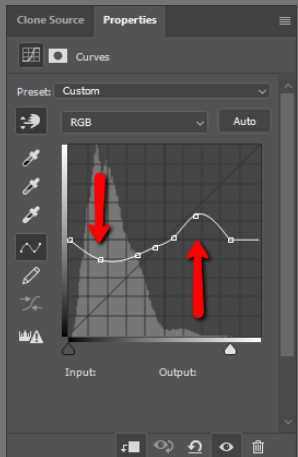 Clone Source Properties
Curves
Preset: Custom
RGB Auto
Input: Output: